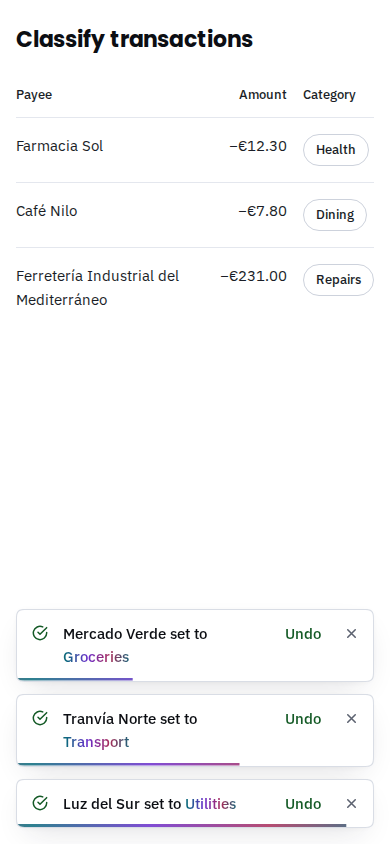 Classify transactions
Payee Amount Category
Farmacia Sol −€12.30 Health
Café Nilo −€7.80 Dining
Ferretería Industrial del −€231.00 Repairs
Mediterráneo
Mercado Verde set to Undo
Groceries
Tranvía Norte set to Undo
Transport
Luz del Sur set to Utilities Undo